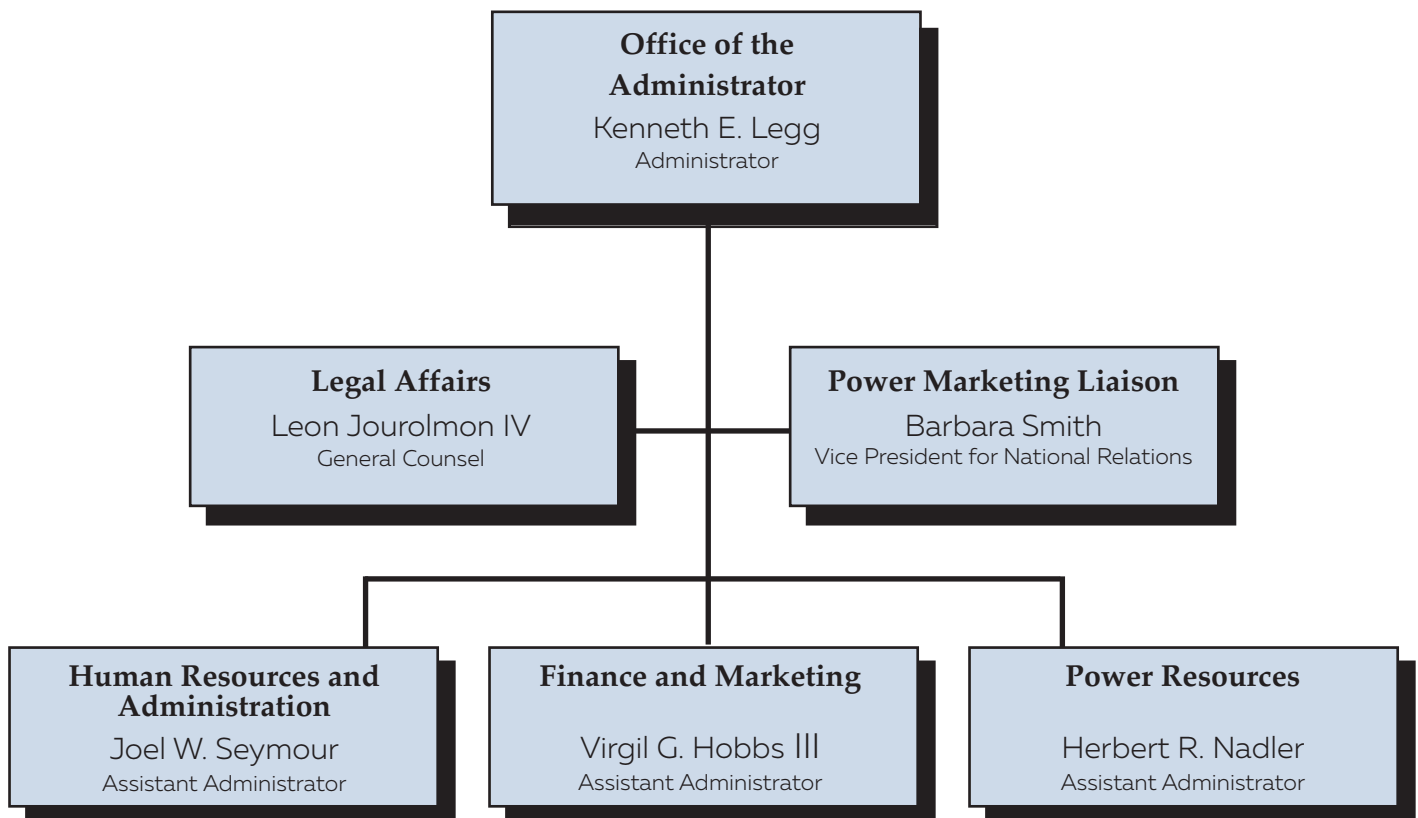 Office of the
Administrator
Kenneth E. Legg
Administrator
Legal Affairs
Leon Jourolmon IV
General Counsel
Power Marketing Liaison
Barbara Smith
Vice President for National Relations
Human Resources and
Administration
Joel W. Seymour
Assistant Administrator
Finance and Marketing
Virgil G. Hobbs III
Assistant Administrator
Power Resources
Herbert R. Nadler
Assistant Administrator